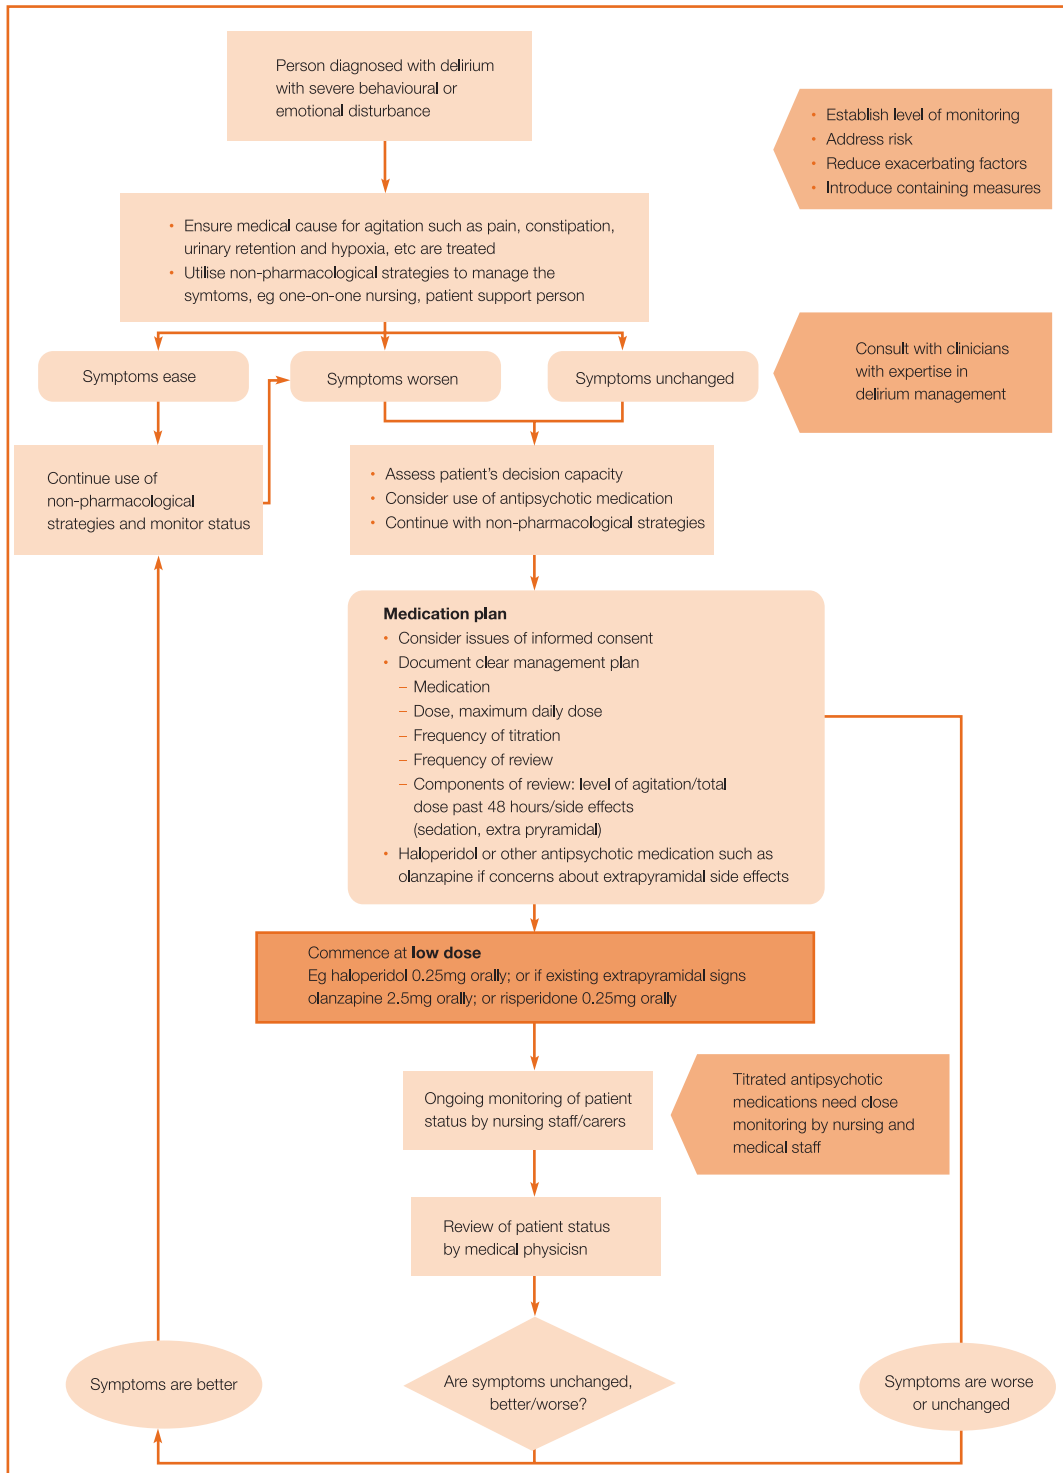 Person diagnosed with delirium
with severe behavioural or
emotional disturbance
• Establish level of monitoring
• Address risk
• Reduce exacerbating factors
• Introduce containing measures
• Ensure medical cause for agitation such as pain, constipation,
urinary retention and hypoxia, etc are treated
• Utilise non-pharmacological strategies to manage the
symtoms, eg one-on-one nursing, patient support person
Symptoms ease
Symptoms worsen
Symptoms unchanged
Consult with clinicians
with expertise in
delirium management
Continue use of
non-pharmacological
strategies and monitor status
• Assess patient's decision capacity
• Consider use of antipsychotic medication
• Continue with non-pharmacological strategies
Medication plan
• Consider issues of informed consent
• Document clear management plan
– Medication
– Dose, maximum daily dose
– Frequency of titration
– Frequency of review
– Components of review: level of agitation/total
dose past 48 hours/side effects
(sedation, extra pryramidal)
• Haloperidol or other antipsychotic medication such as
olanzapine if concerns about extrapyramidal side effects
Commence at low dose
Eg haloperidol 0.25mg orally; or if existing extrapyramidal signs
olanzapine 2.5mg orally; or risperidone 0.25mg orally
Ongoing monitoring of patient
status by nursing staff/carers
Titrated antipsychotic
medications need close
monitoring by nursing and
medical staff
Review of patient status
by medical physicisn
Symptoms are better
Are symptoms unchanged,
better/worse?
Symptoms are worse
or unchanged